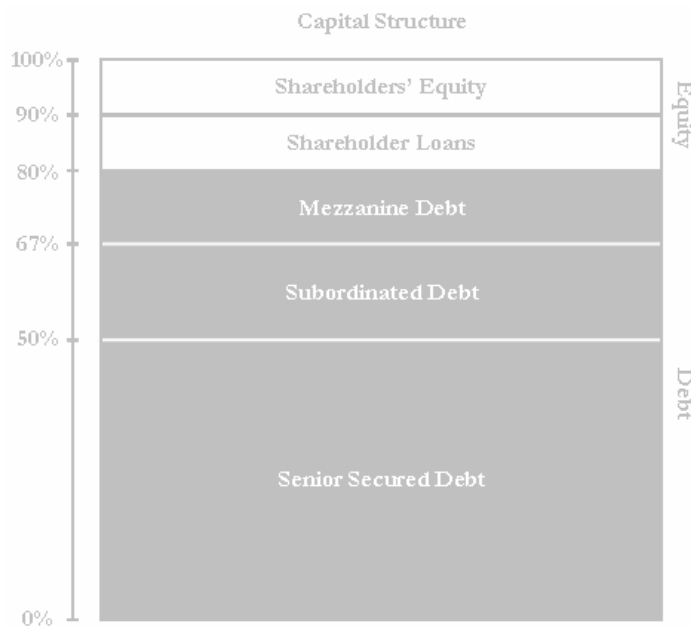 Capital Structure
100%
Shareholders' Equity
90%
Shareholder Loans
Equity
80%
Mezzanine Debt
67%
Subordinated Debt
50%
Debt
Senior Secured Debt
0%